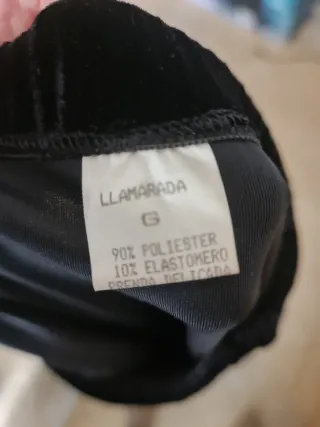 LLAMARADA
G
90% POLIESTER
10% ELASTOMERO
PRENDA DELICADA